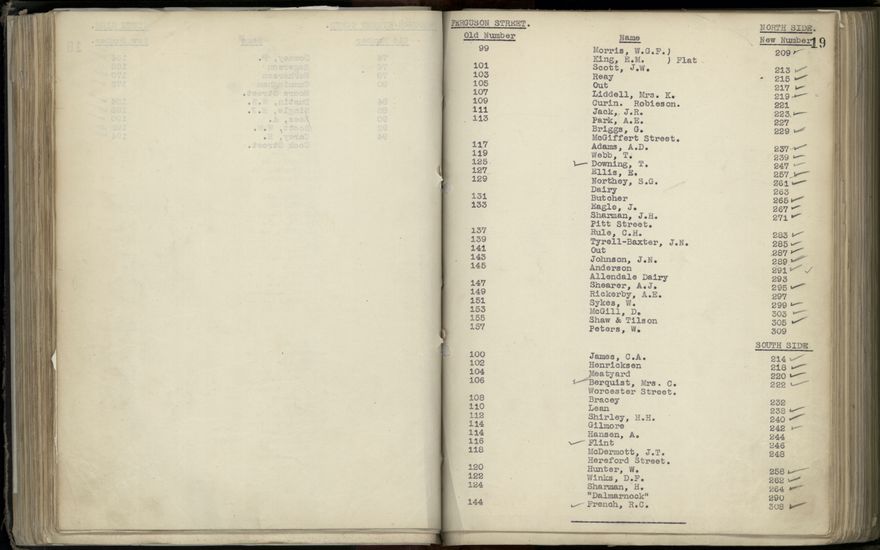 FERGUSON STREET. NORTH SIDE.
Old Number Name New Number 19
99 Morris, W.G.F.) 209
King, E.M. ) Flat
101 Scott, J.W. 213
103 Reay 215
105 Out 217
107 Liddell, Mrs. K. 219
109 Curin. Robieson. 221
111 Jack, J.R. 223
113 Park, A.E. 227
Briggs, G. 229
McGiffert Street.
117 Adams, A.D. 237
119 Webb, T. 239
125 Downing, T. 247
127 Ellis, E. 257
129 Northey, S.G. 261
Dairy 263
131 Butcher 265
133 Eagle, J. 267
Sharman, J.H. 271
Pitt Street.
137 Rule, C.H. 283
139 Tyrell-Baxter, J.N. 285
141 Out 287
143 Johnson, J.N. 289
145 Anderson 291
Allendale Dairy 293
147 Shearer, A.J. 295
149 Rickerby, A.E. 297
151 Sykes, W. 299
153 McGill, D. 303
155 Shaw & Tilson 305
157 Peters, W. 309
SOUTH SIDE
100 James, C.A. 214
102 Henricksen 218
104 Meatyard 220
106 Berquist, Mrs. C. 222
Worcester Street.
108 Bracey 232
110 Lean 238
112 Shirley, H.H. 240
114 Gilmore 242
114 Hansen, A. 244
116 Flint 246
118 McDermott, J.T. 248
Hereford Street.
120 Hunter, W. 258
122 Winks, D.F. 262
124 Sharman, H. 264
"Dalmarnock" 290
144 French, R.C. 308